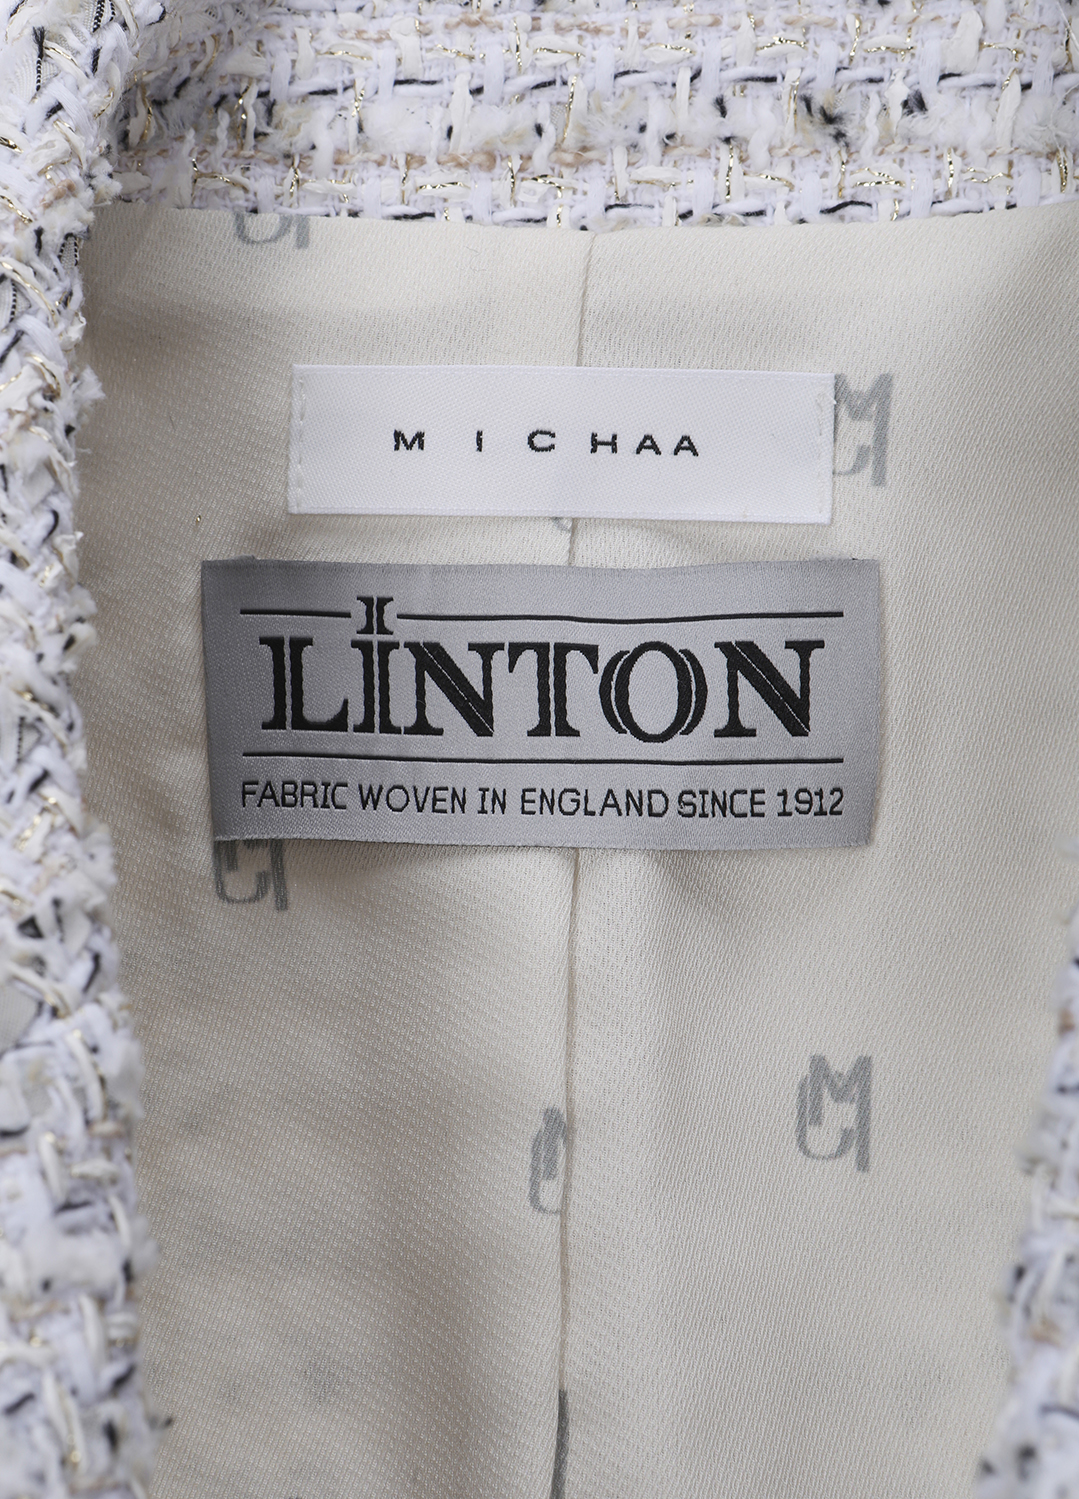 MICHAA
LINTON
FABRIC WOVEN IN ENGLAND SINCE 1912